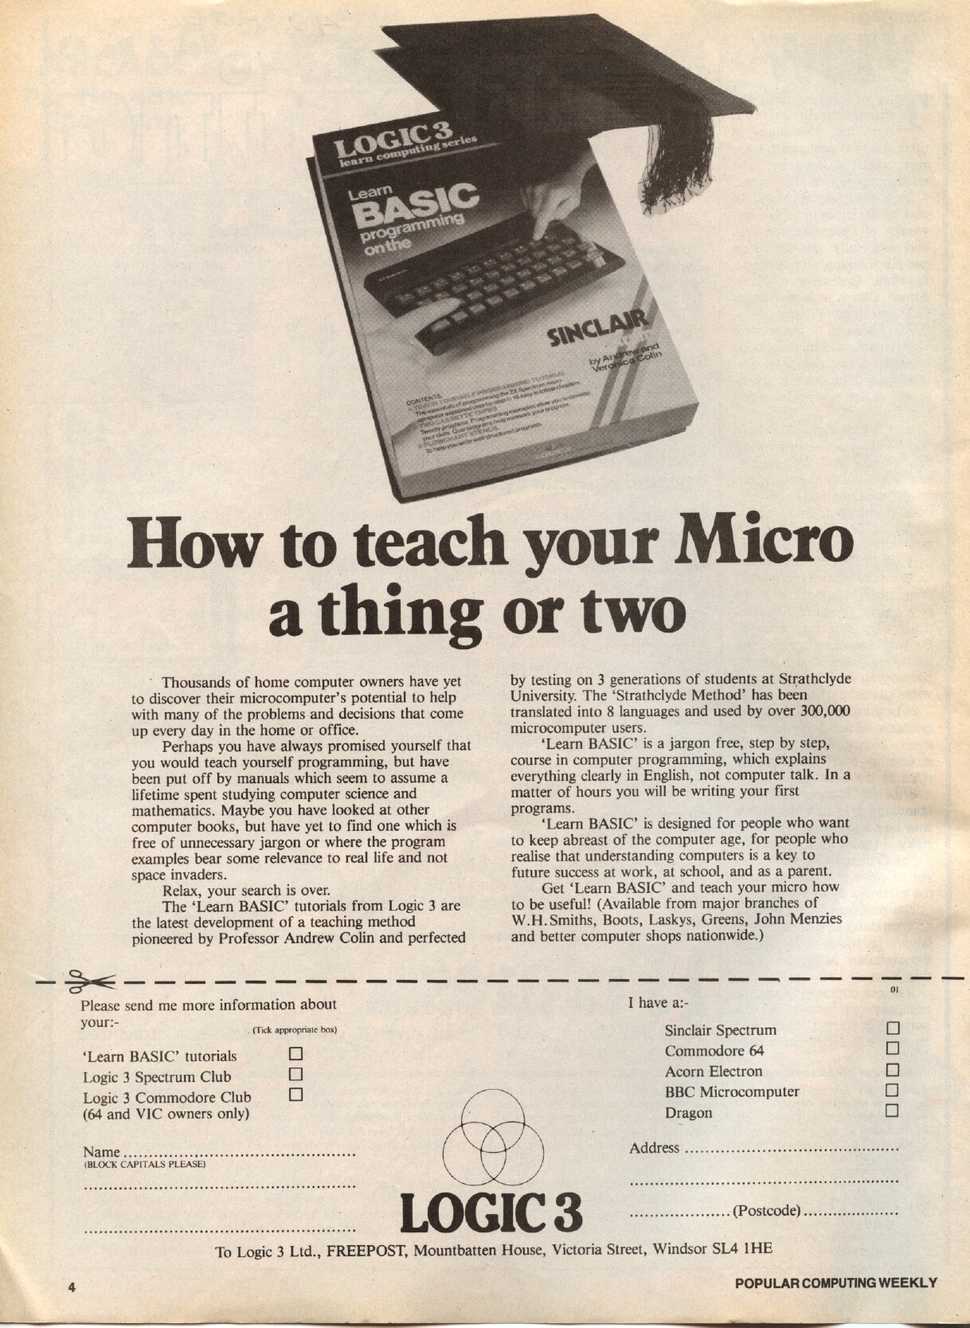 LOGIC 3
learn computing series
Learn
BASIC
programming
on the
SINCLAIR
by Andrew and
Veronica Colin
CONTENTS
How to teach your Micro
a thing or two
Thousands of home computer owners have yet
to discover their microcomputer's potential to help
with many of the problems and decisions that come
up every day in the home or office.
Perhaps you have always promised yourself that
you would teach yourself programming, but have
been put off by manuals which seem to assume a
lifetime spent studying computer science and
mathematics. Maybe you have looked at other
computer books, but have yet to find one which is
free of unnecessary jargon or where the program
examples bear some relevance to real life and not
space invaders.
Relax, your search is over.
The 'Learn BASIC' tutorials from Logic 3 are
the latest development of a teaching method
pioneered by Professor Andrew Colin and perfected
by testing on 3 generations of students at Strathclyde
University. The 'Strathclyde Method' has been
translated into 8 languages and used by over 300,000
microcomputer users.
'Learn BASIC' is a jargon free, step by step,
course in computer programming, which explains
everything clearly in English, not computer talk. In a
matter of hours you will be writing your first
programs.
'Learn BASIC' is designed for people who want
to keep abreast of the computer age, for people who
realise that understanding computers is a key to
future success at work, at school, and as a parent.
Get 'Learn BASIC' and teach your micro how
to be useful! (Available from major branches of
W.H.Smiths, Boots, Laskys, Greens, John Menzies
and better computer shops nationwide.)
01
Please send me more information about
your:-
(Tick appropriate box)
'Learn BASIC' tutorials
Logic 3 Spectrum Club
Logic 3 Commodore Club
(64 and VIC owners only)
Name
(BLOCK CAPITALS PLEASE)
I have a:-
Sinclair Spectrum
Commodore 64
Acorn Electron
BBC Microcomputer
Dragon
Address
(Postcode)
LOGIC 3
To Logic 3 Ltd., FREEPOST, Mountbatten House, Victoria Street, Windsor SL4 1HE
4
POPULAR COMPUTING WEEKLY